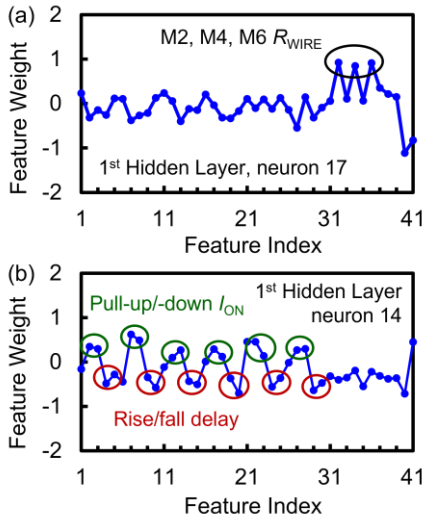 (a)
Feature Weight
2
1
0
-1
-2
M2, M4, M6 R_WIRE
1st Hidden Layer, neuron 17
1 11 21 31 41
Feature Index
(b)
Feature Weight
2
1
0
-1
-2
1st Hidden Layer
neuron 14
Pull-up/-down I_ON
Rise/fall delay
1 11 21 31 41
Feature Index